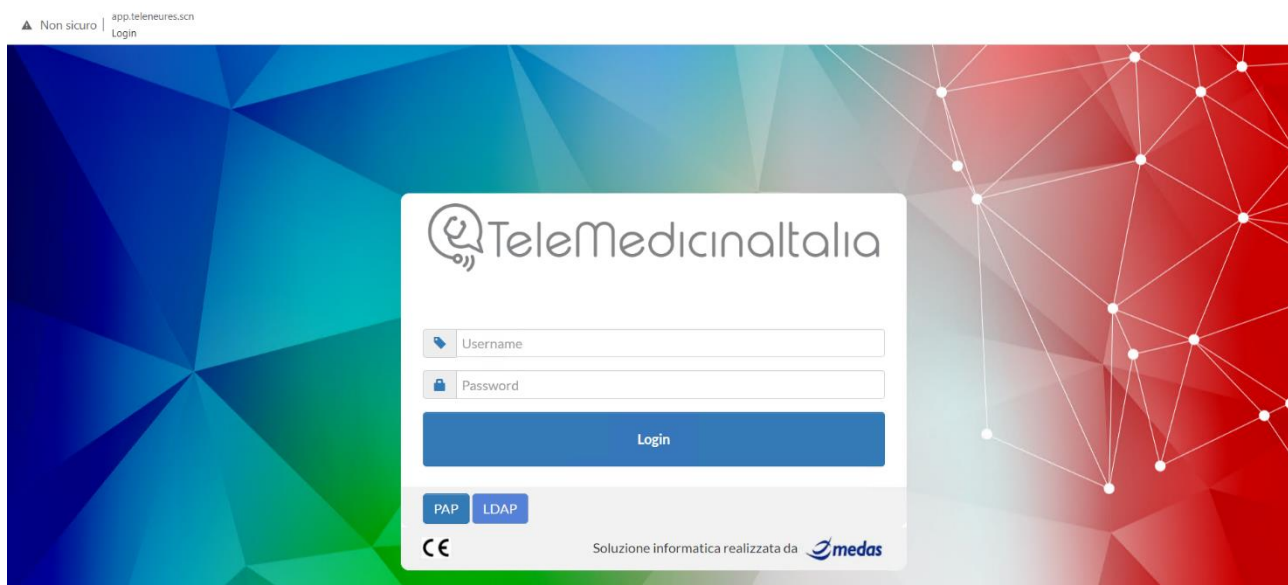 Non sicuro
app.teleneures.scn
Login
TeleMedicinaItalia
Username
Password
Login
PAP LDAP
CE Soluzione informatica realizzata da medas